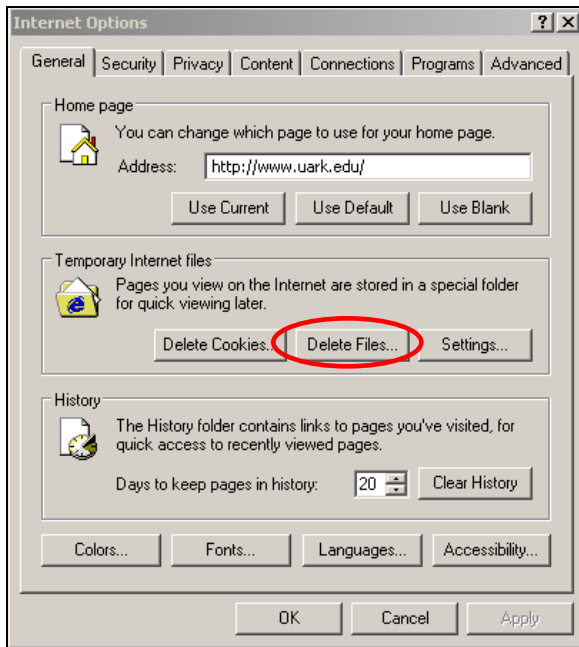 Internet Options ? X
General Security Privacy Content Connections Programs Advanced
Home page
You can change which page to use for your home page.
Address: http://www.uark.edu/
Use Current Use Default Use Blank
Temporary Internet files
Pages you view on the Internet are stored in a special folder
for quick viewing later.
Delete Cookies... Delete Files... Settings...
History
The History folder contains links to pages you've visited, for
quick access to recently viewed pages.
Days to keep pages in history: 20 Clear History
Colors... Fonts... Languages... Accessibility...
OK Cancel Apply